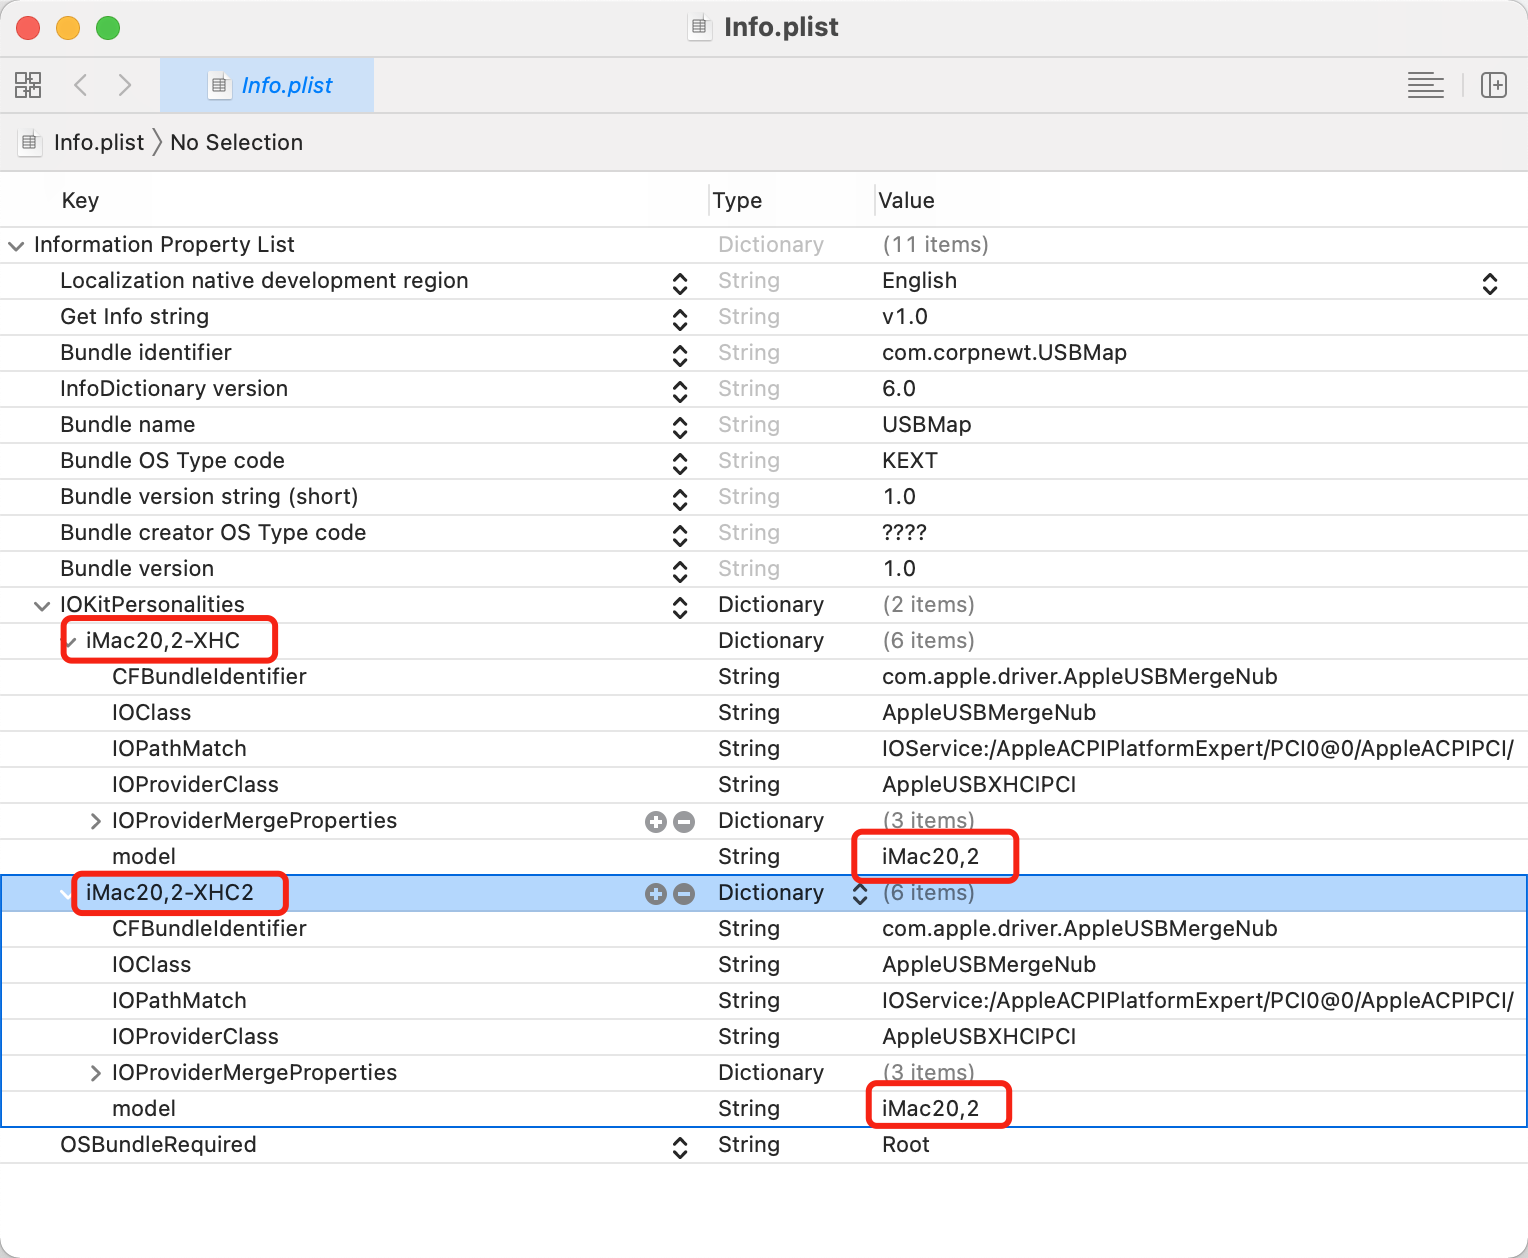 Info.plist
Info.plist
Info.plist No Selection
Key Type Value
Information Property List Dictionary (11 items)
Localization native development region String English
Get Info string String v1.0
Bundle identifier String com.corpnewt.USBMap
InfoDictionary version String 6.0
Bundle name String USBMap
Bundle OS Type code String KEXT
Bundle version string (short) String 1.0
Bundle creator OS Type code String ????
Bundle version String 1.0
IOKitPersonalities Dictionary (2 items)
iMac20,2-XHC Dictionary (6 items)
CFBundleIdentifier String com.apple.driver.AppleUSBMergeNub
IOClass String AppleUSBMergeNub
IOPathMatch String IOService:/AppleACPIPlatformExpert/PCI0@0/AppleACPIPCI/
IOProviderClass String AppleUSBXHCIPCI
IOProviderMergeProperties Dictionary (3 items)
model String iMac20,2
iMac20,2-XHC2 Dictionary (6 items)
CFBundleIdentifier String com.apple.driver.AppleUSBMergeNub
IOClass String AppleUSBMergeNub
IOPathMatch String IOService:/AppleACPIPlatformExpert/PCI0@0/AppleACPIPCI/
IOProviderClass String AppleUSBXHCIPCI
IOProviderMergeProperties Dictionary (3 items)
model String iMac20,2
OSBundleRequired String Root